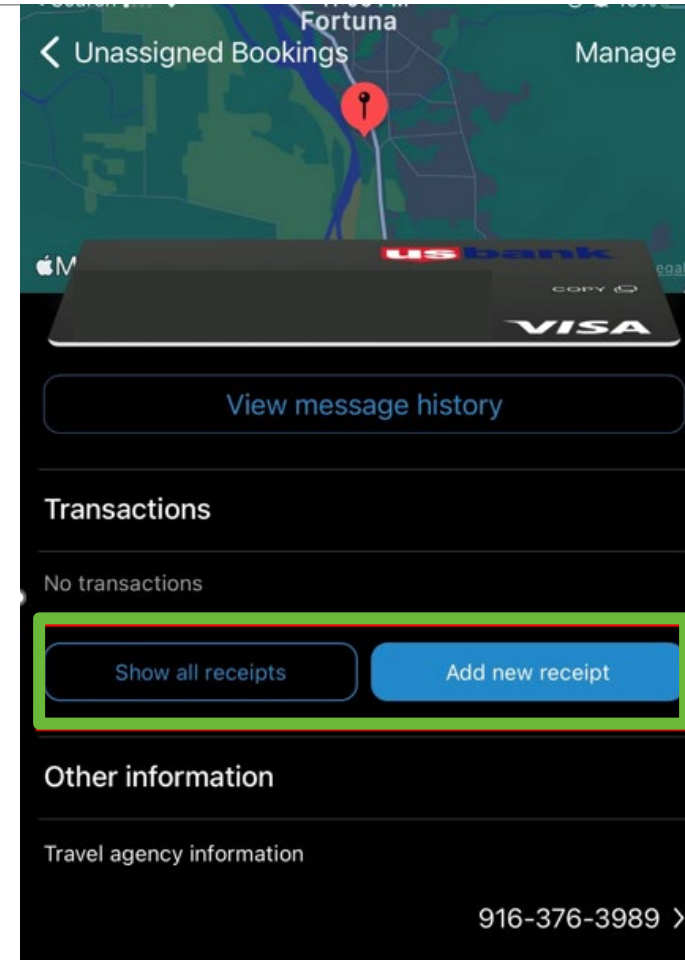 Fortuna
Unassigned Bookings
Manage
usbank
COPY
VISA
View message history
Transactions
No transactions
Show all receipts
Add new receipt
Other information
Travel agency information
916-376-3989